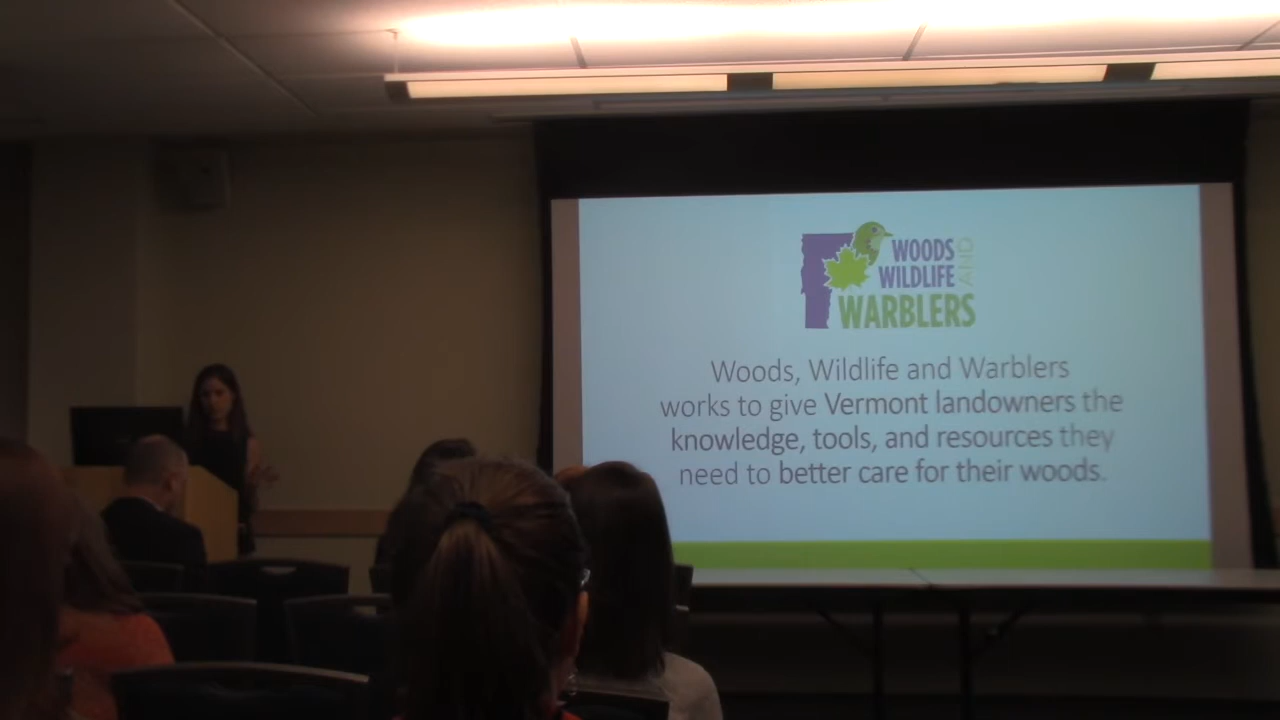 WOODS
WILDLIFE AND
WARBLERS
Woods, Wildlife and Warblers
works to give Vermont landowners the
knowledge, tools, and resources they
need to better care for their woods.